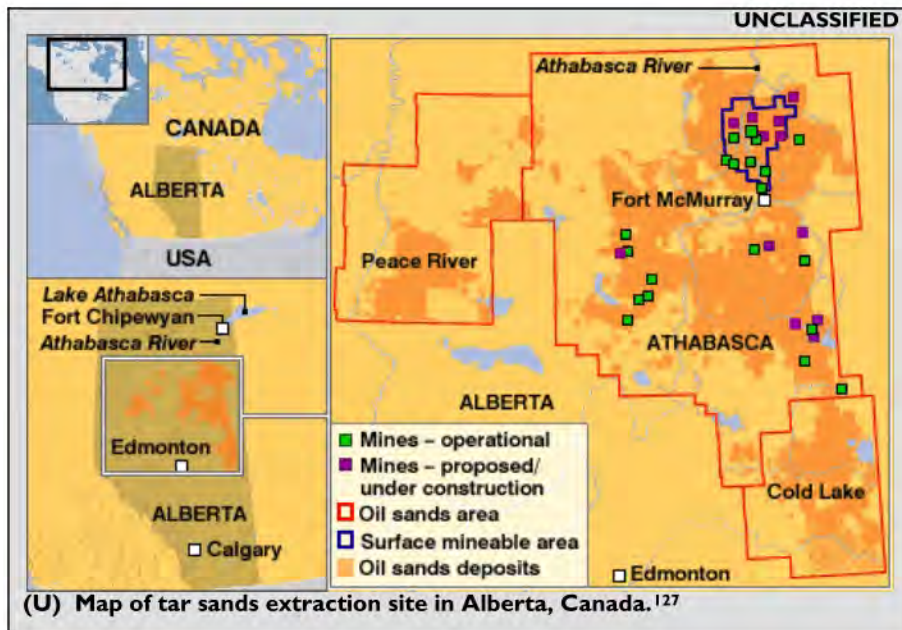 UNCLASSIFIED
CANADA
ALBERTA
USA
Lake Athabasca
Fort Chipewyan
Athabasca River
Edmonton
ALBERTA
Calgary
Athabasca River
Fort McMurray
Peace River
ATHABASCA
ALBERTA
Cold Lake
Edmonton
Mines – operational
Mines – proposed/
under construction
Oil sands area
Surface mineable area
Oil sands deposits
(U) Map of tar sands extraction site in Alberta, Canada.127